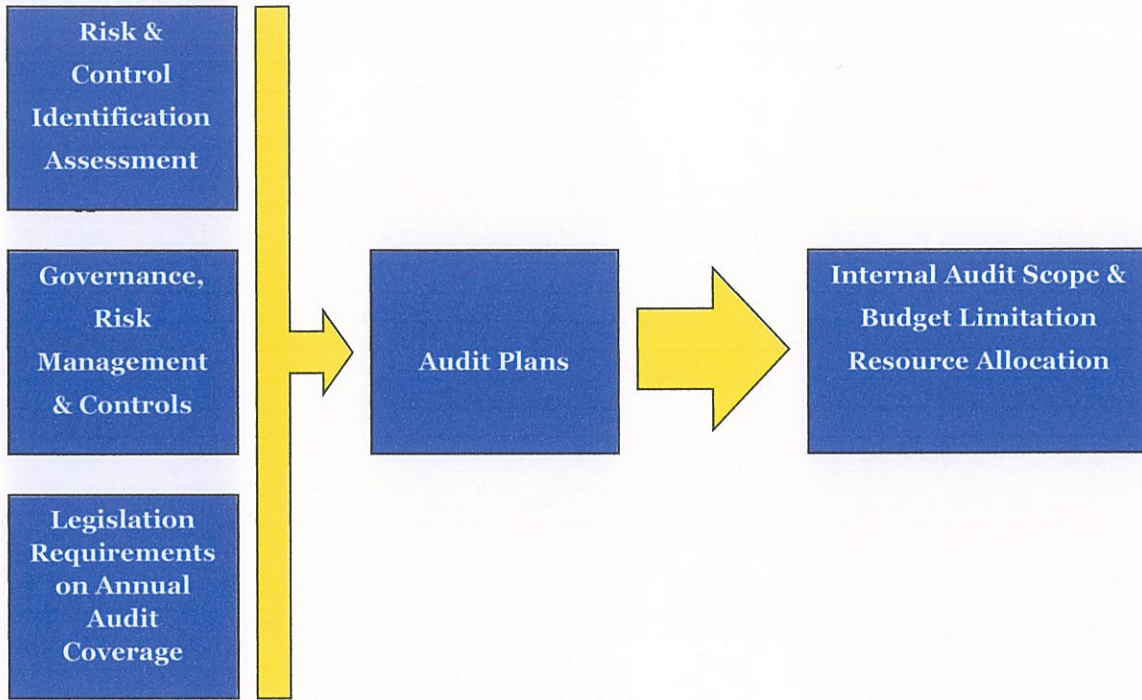 Risk &
Control
Identification
Assessment
Governance,
Risk
Management
& Controls
Legislation
Requirements
on Annual
Audit
Coverage
Audit Plans
Internal Audit Scope &
Budget Limitation
Resource Allocation